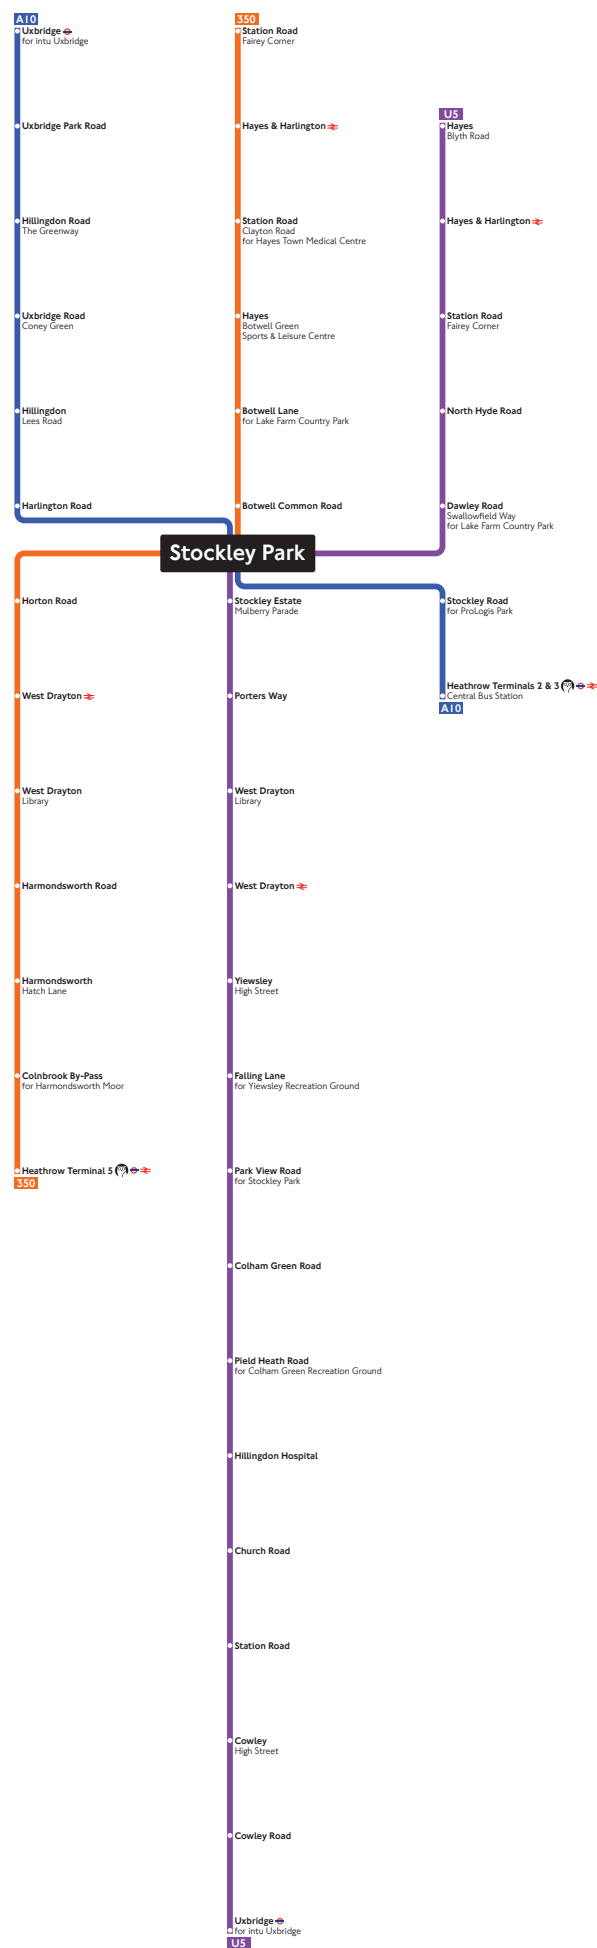 A10
Uxbridge
for intu Uxbridge
Uxbridge Park Road
Hillingdon Road
The Greenway
Uxbridge Road
Coney Green
Hillingdon
Lees Road
Harlington Road
350
Station Road
Fairey Corner
Hayes & Harlington
Station Road
Clayton Road
for Hayes Town Medical Centre
Hayes
Botwell Green
Sports & Leisure Centre
Botwell Lane
for Lake Farm Country Park
Botwell Common Road
U5
Hayes
Blyth Road
Hayes & Harlington
Station Road
Fairey Corner
North Hyde Road
Dawley Road
Swallowfield Way
for Lake Farm Country Park
Stockley Park
Horton Road
West Drayton
West Drayton
Library
Harmondsworth Road
Harmondsworth
Hatch Lane
Colnbrook By-Pass
for Harmondsworth Moor
Heathrow Terminal 5
350
Stockley Estate
Mulberry Parade
Porters Way
West Drayton
Library
West Drayton
Yiewsley
High Street
Falling Lane
for Yiewsley Recreation Ground
Park View Road
for Stockley Park
Colham Green Road
Pield Heath Road
for Colham Green Recreation Ground
Hillingdon Hospital
Church Road
Station Road
Cowley
High Street
Cowley Road
Uxbridge
for intu Uxbridge
U5
Stockley Road
for ProLogis Park
Heathrow Terminals 2 & 3
Central Bus Station
A10